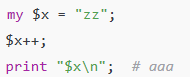 my $x = "zz";
$x++;
print "$x\n";  # aaa